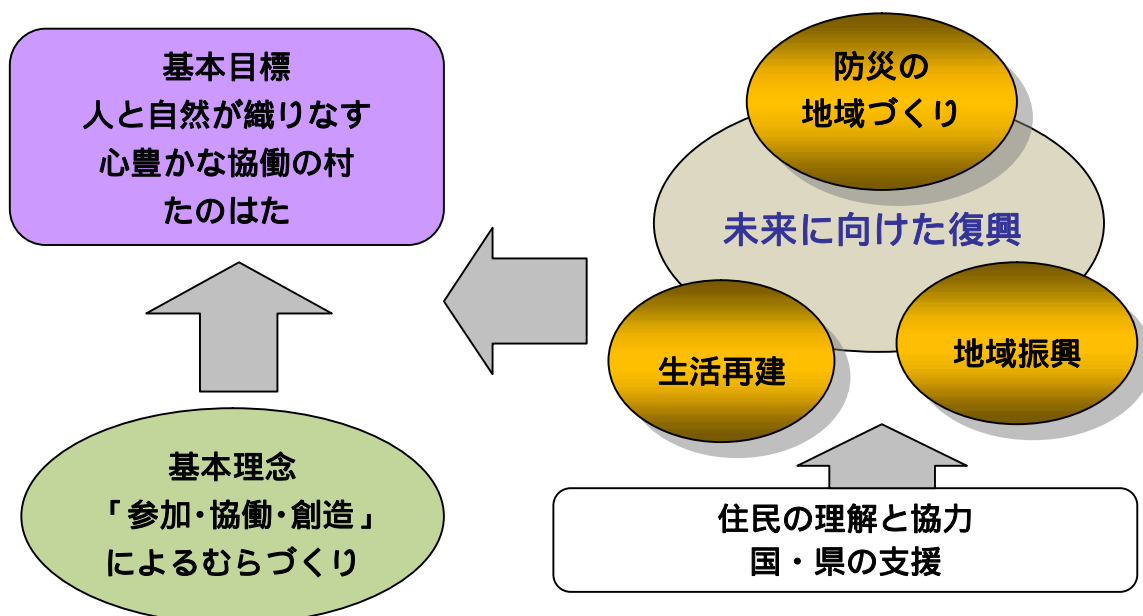 基本目標
人と自然が織りなす
心豊かな協働の村
たのはた
防災の
地域づくり
未来に向けた復興
生活再建
地域振興
基本理念
「参加・協働・創造」
によるむらづくり
住民の理解と協力
国・県の支援